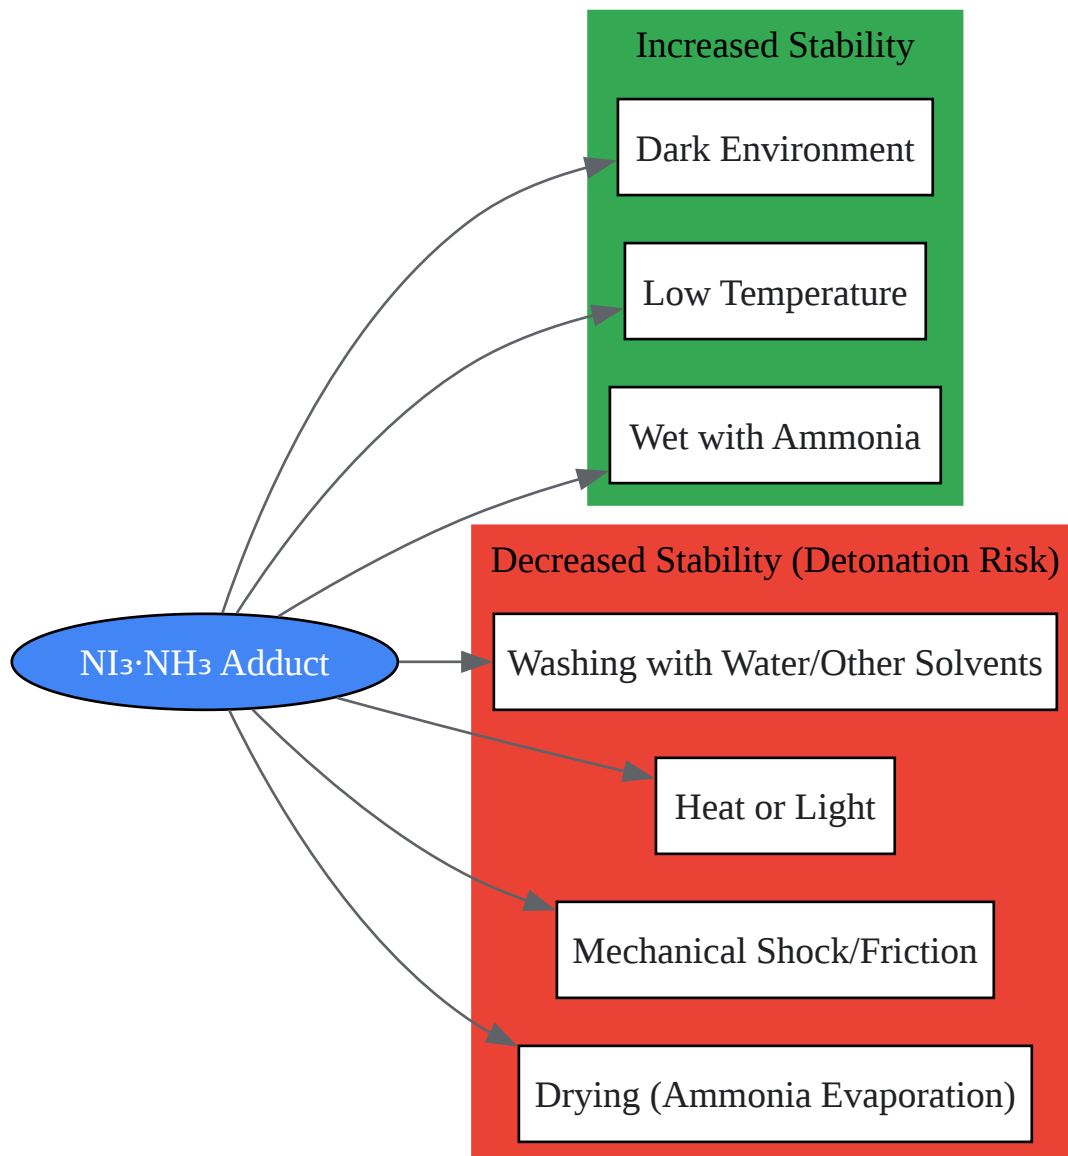 Increased Stability
Dark Environment
Low Temperature
Wet with Ammonia
Decreased Stability (Detonation Risk)
NI₃·NH₃ Adduct
Washing with Water/Other Solvents
Heat or Light
Mechanical Shock/Friction
Drying (Ammonia Evaporation)